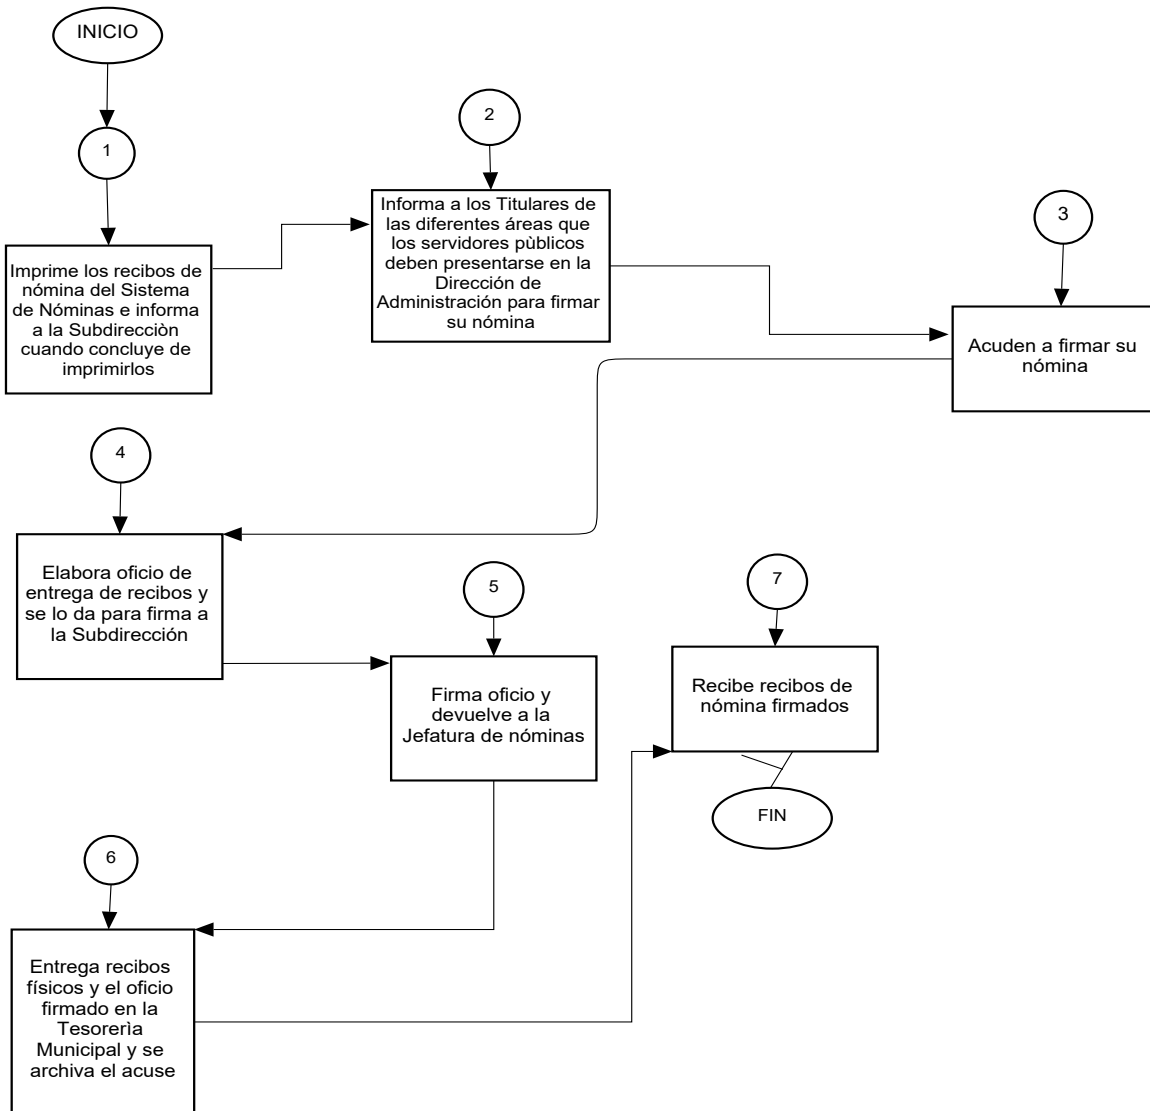 INICIO
1
Imprime los recibos de
nómina del Sistema
de Nóminas e informa
a la Subdirecciòn
cuando concluye de
imprimirlos
2
Informa a los Titulares de
las diferentes áreas que
los servidores pùblicos
deben presentarse en la
Dirección de
Administración para firmar
su nómina
3
Acuden a firmar su
nómina
4
Elabora oficio de
entrega de recibos y
se lo da para firma a
la Subdirección
5
Firma oficio y
devuelve a la
Jefatura de nóminas
6
Entrega recibos
físicos y el oficio
firmado en la
Tesorerìa
Municipal y se
archiva el acuse
7
Recibe recibos de
nómina firmados
FIN